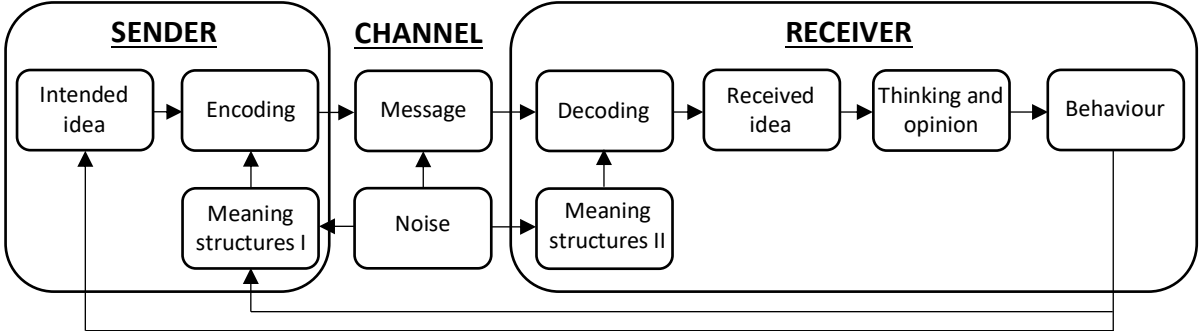 SENDER
CHANNEL
RECEIVER
Intended
idea
Encoding
Message
Decoding
Received
idea
Thinking and
opinion
Behaviour
Meaning
structures I
Noise
Meaning
structures II